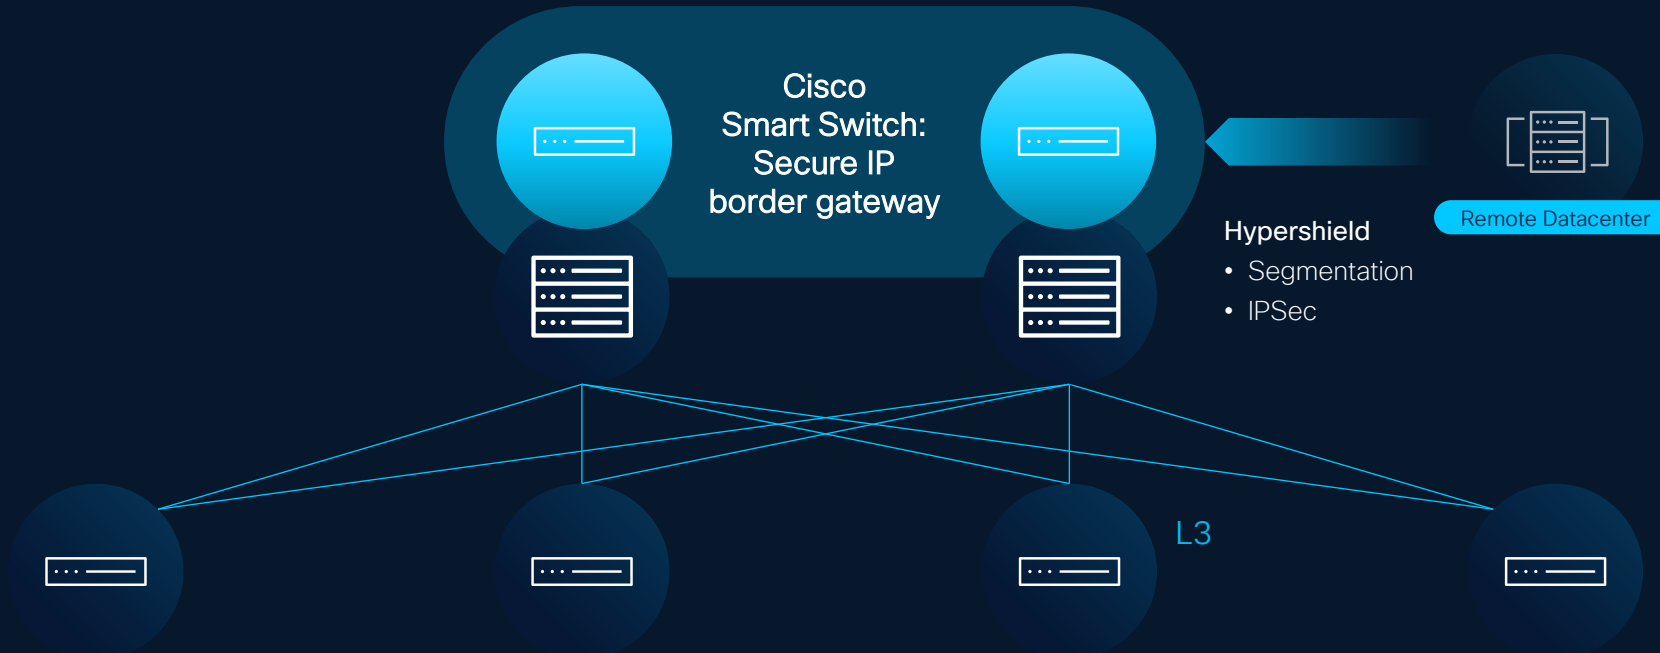 Cisco
Smart Switch:
Secure IP
border gateway
Remote Datacenter
Hypershield
• Segmentation
• IPSec
L3